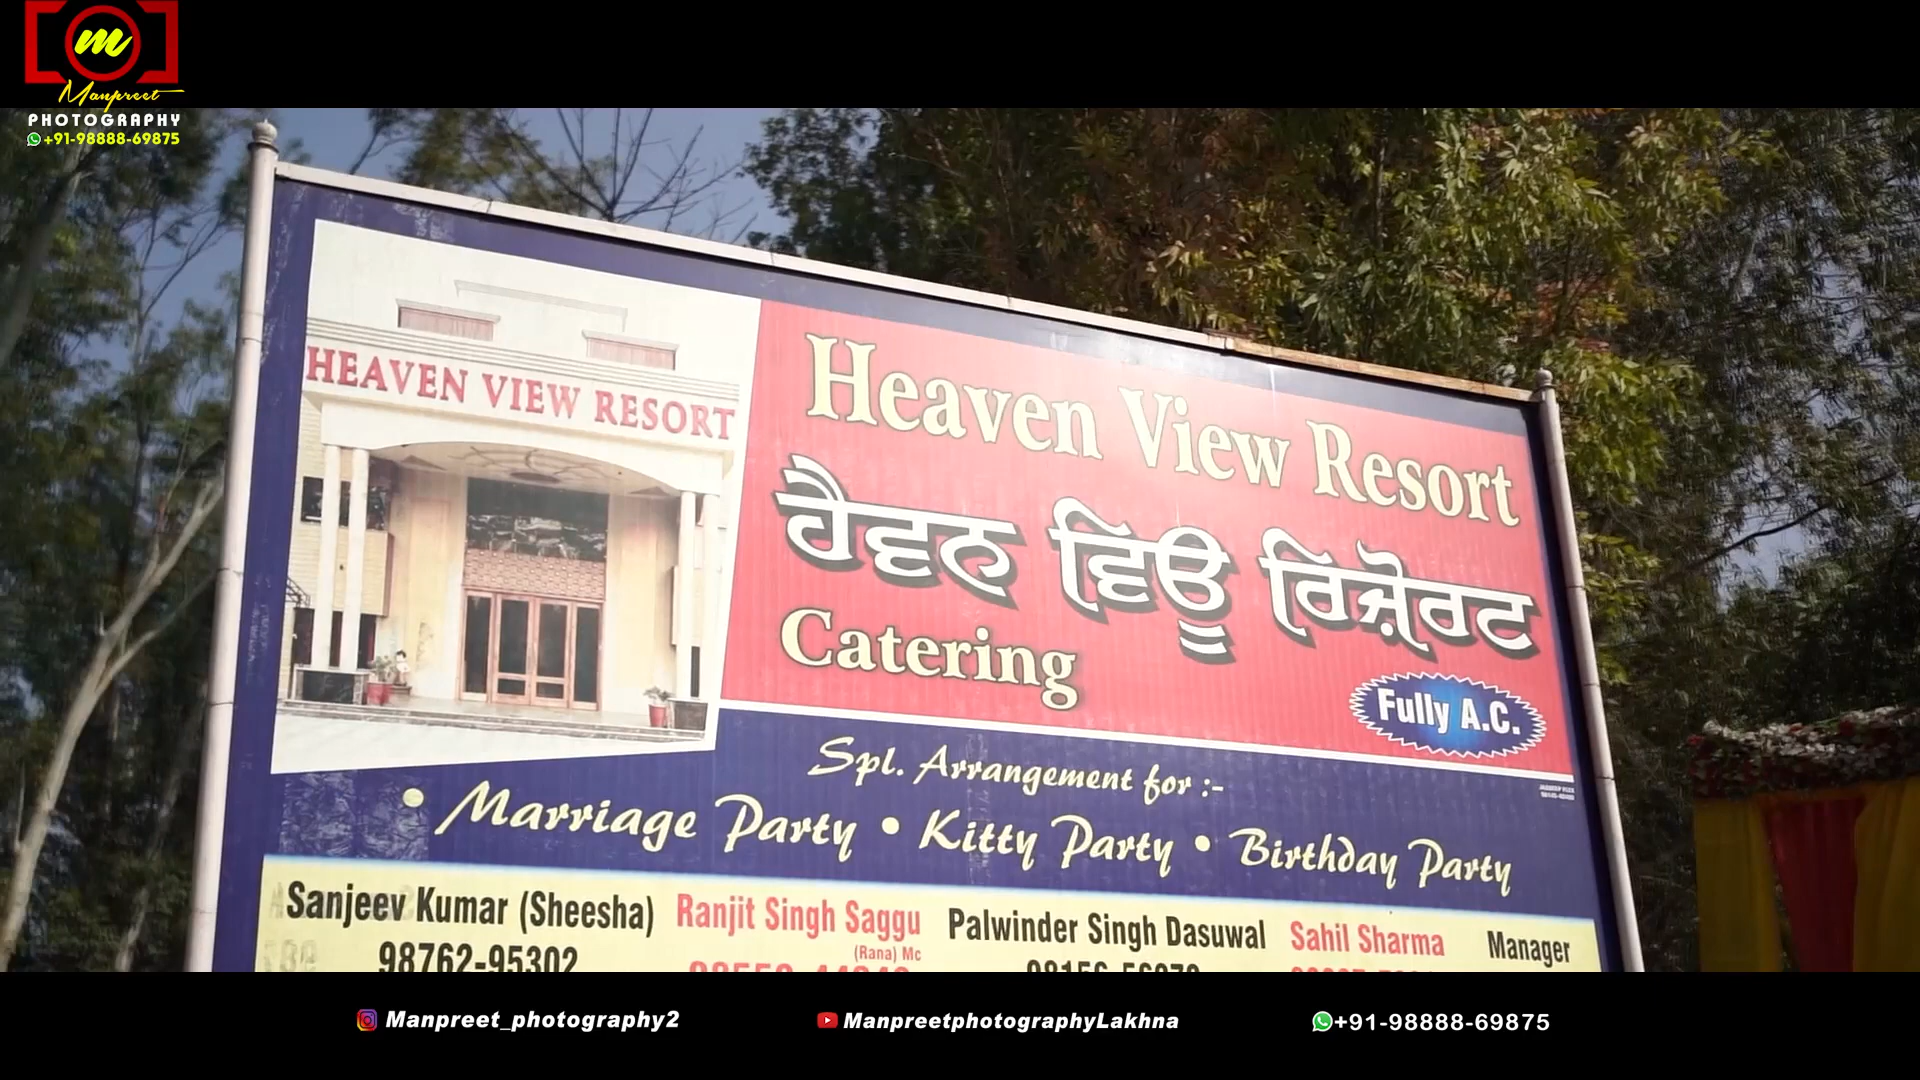 m
Manpreet
PHOTOGRAPHY
+91-98888-69875
HEAVEN VIEW RESORT
Heaven View Resort
ਹੈਵਨ ਵਿਊ ਰਿਜ਼ੋਰਟ
Catering
Fully A.C.
Spl. Arrangement for :-
• Marriage Party • Kitty Party • Birthday Party
Sanjeev Kumar (Sheesha) Ranjit Singh Saggu Palwinder Singh Dasuwal Sahil Sharma Manager
(Rana) Mc
98762-95302
Manpreet_photography2 ManpreetphotographyLakhna +91-98888-69875